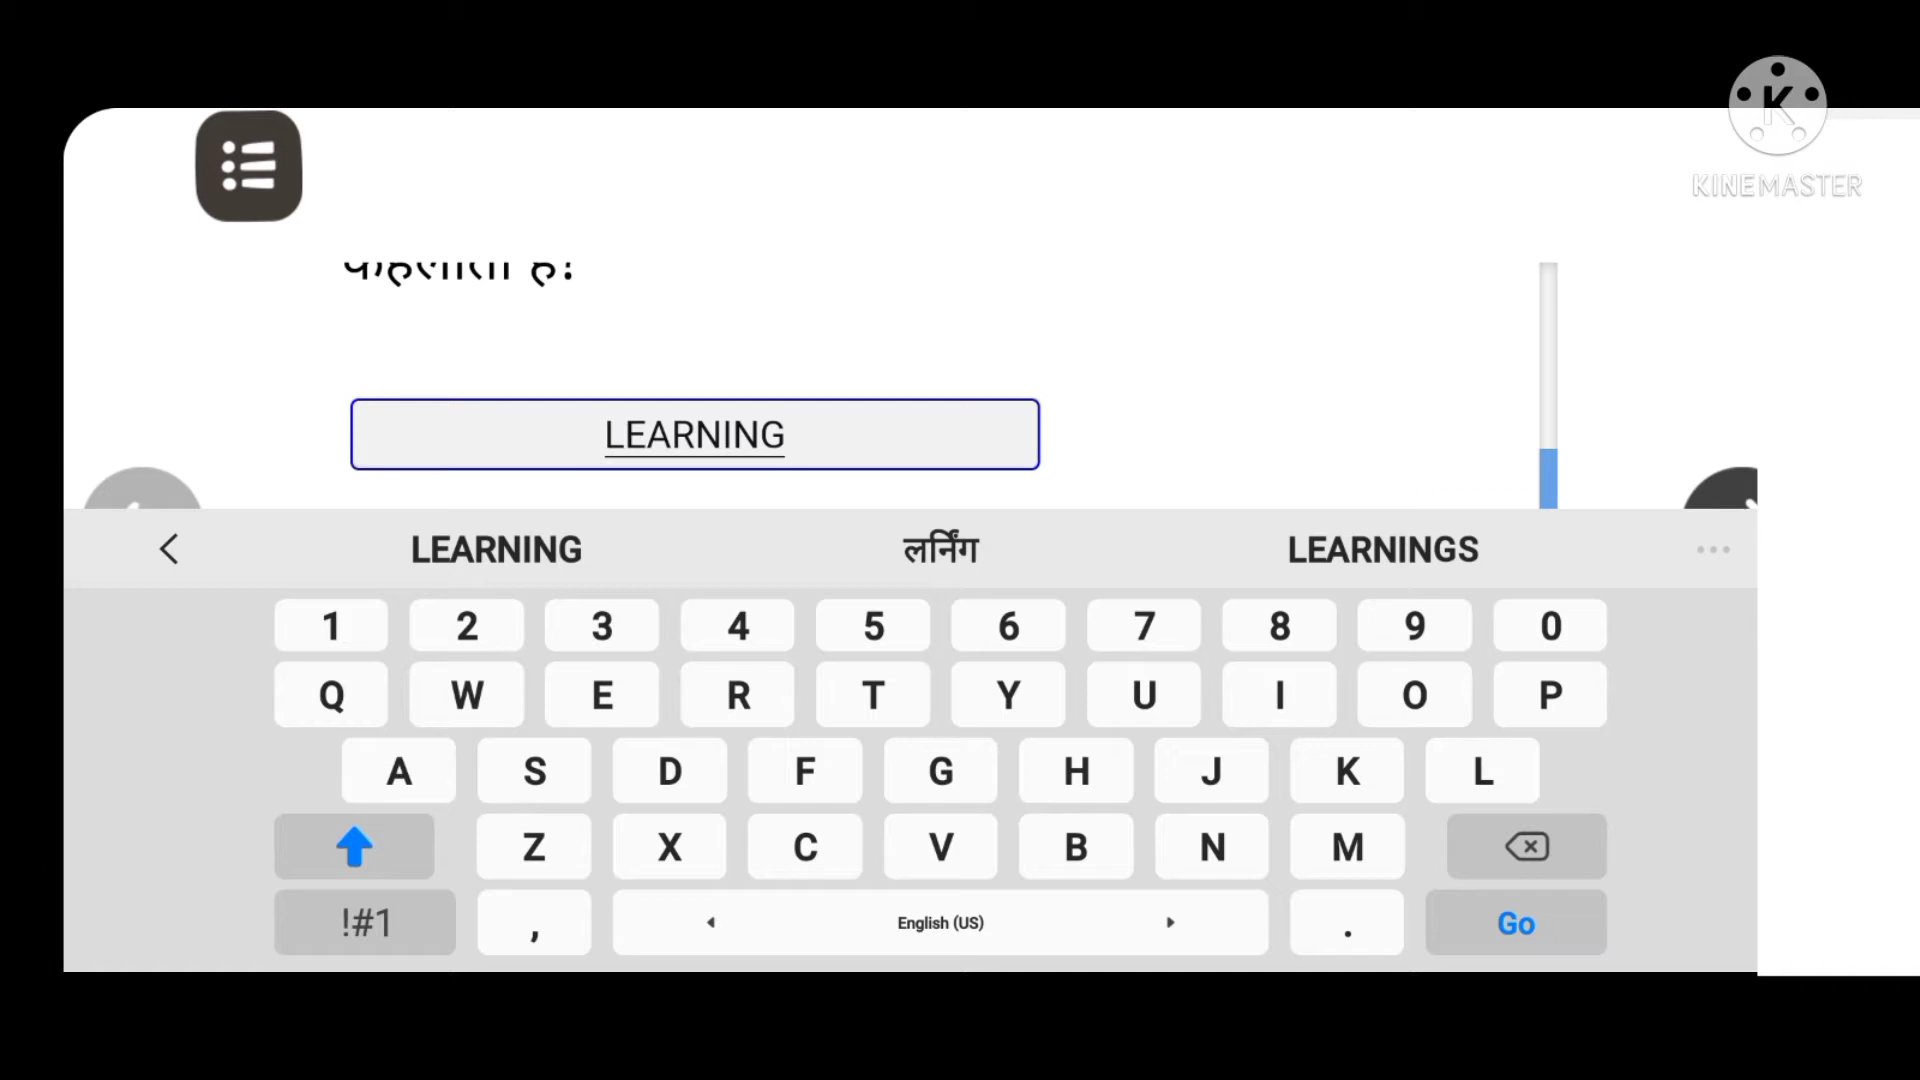 K
KINEMASTER
कहलाता है?
LEARNING
LEARNING लर्निंग LEARNINGS
1 2 3 4 5 6 7 8 9 0
Q W E R T Y U I O P
A S D F G H J K L
Z X C V B N M
!#1 , English (US) . Go